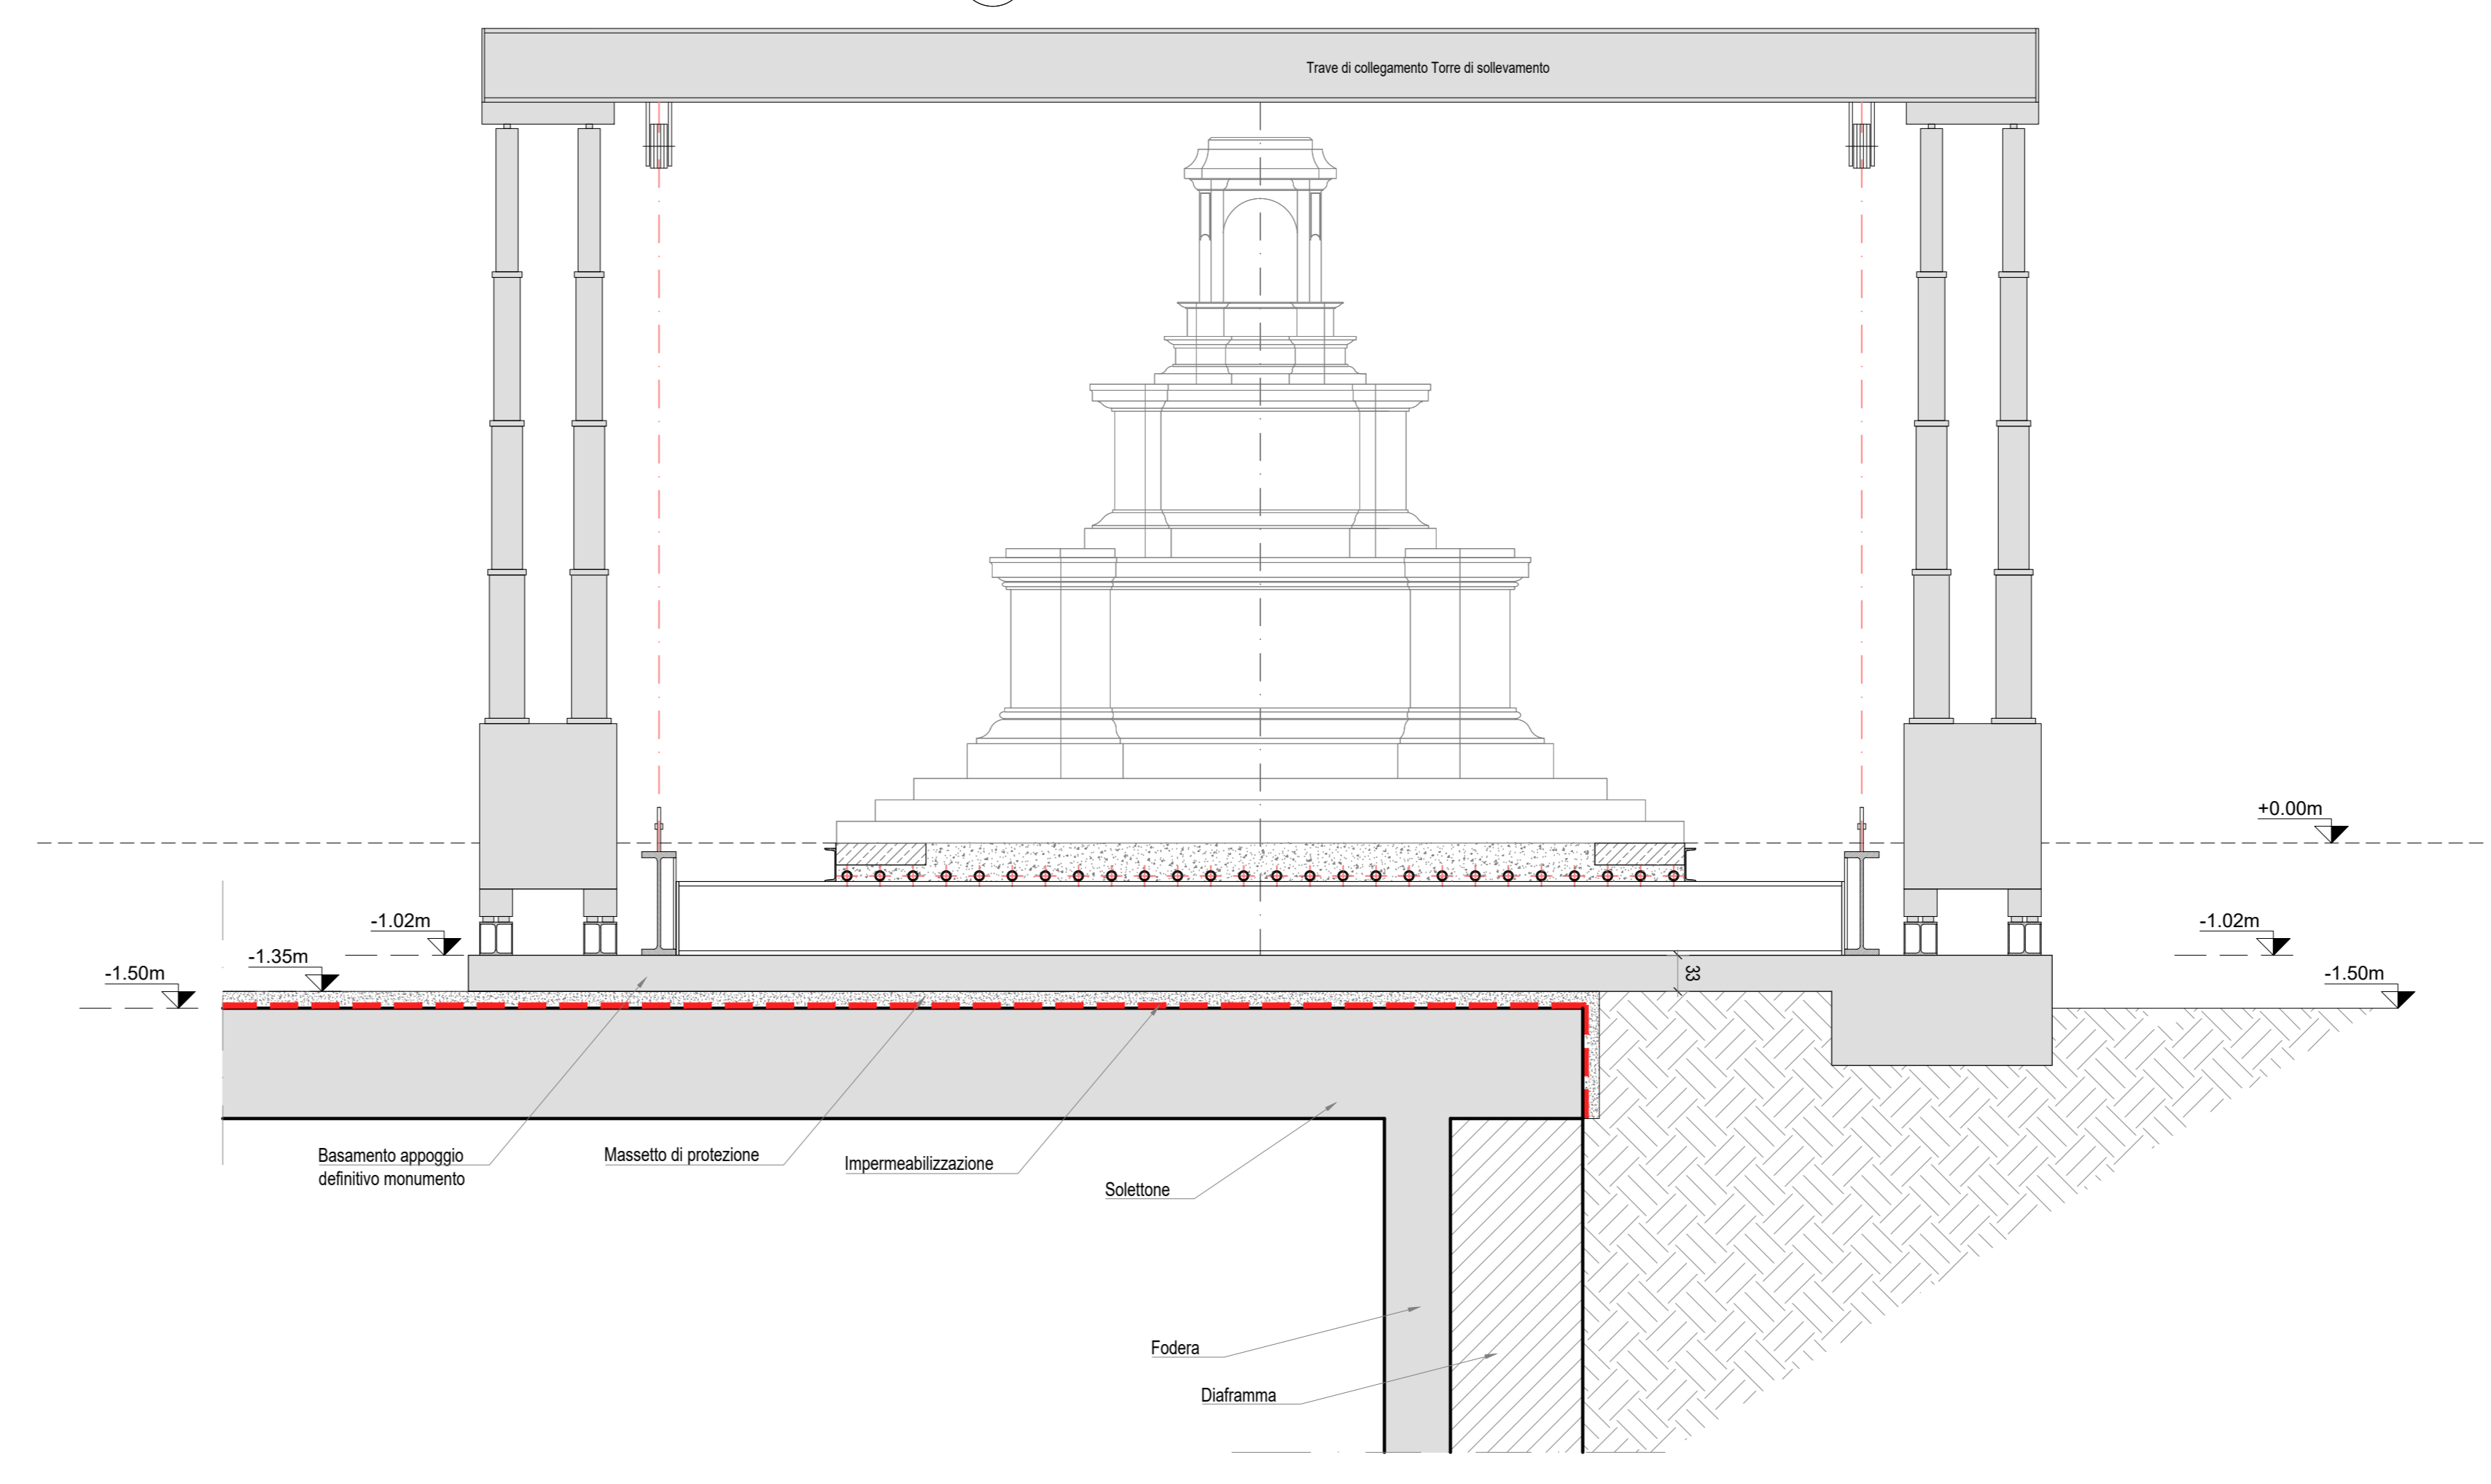 Trave di collegamento Torre di sollevamento
+0.00m
-1.02m
-1.02m
-1.35m
-1.50m
-1.50m
33
Basamento appoggio
definitivo monumento
Massetto di protezione
Impermeabilizzazione
Solettone
Fodera
Diaframma